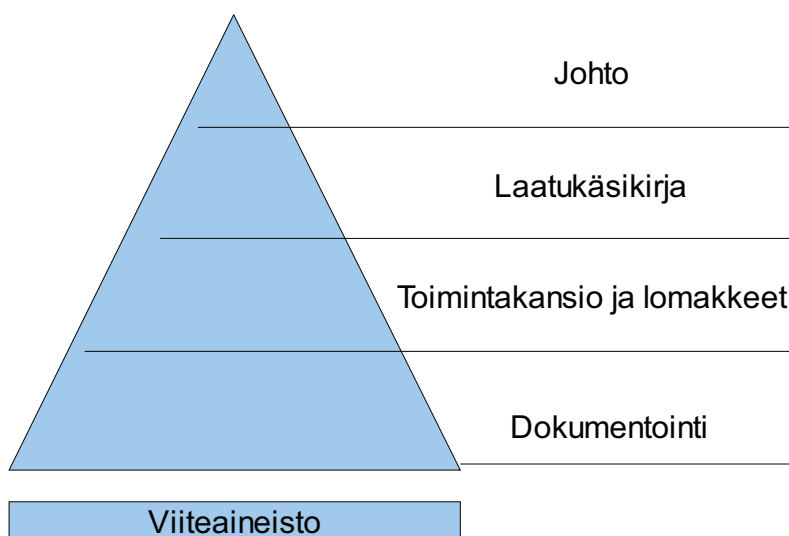 Johto
Laatukäsikirja
Toimintakansio ja lomakkeet
Dokumentointi
Viiteaineisto